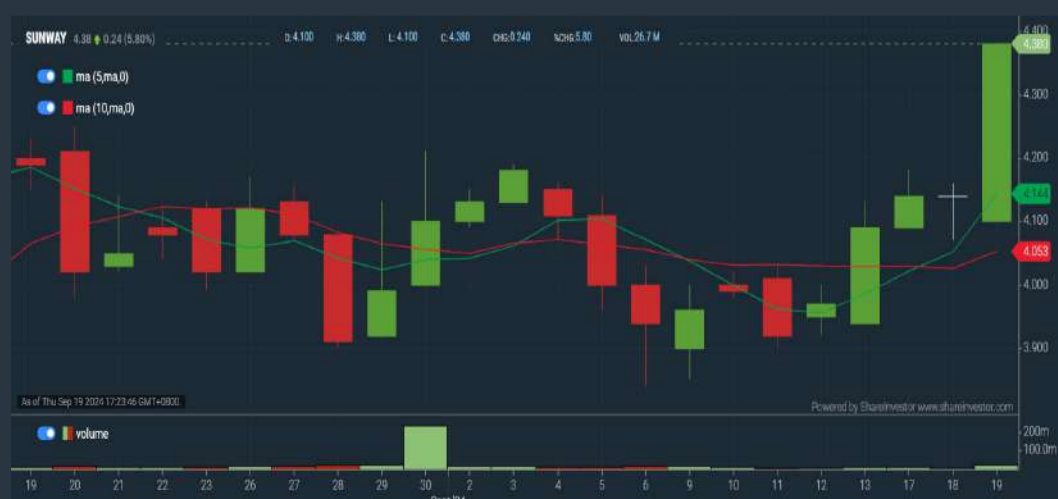 SUNWAY 4.38 0.24 (5.80%) O:4.100 H:4.380 L:4.100 C:4.380 CHG:0.240 %CHG:5.80 VOL:26.7 M
4.400
4.380
ma (5,ma,0)
4.300
ma (10,ma,0)
4.200
4.144
4.100
4.053
4.000
3.900
As of Thu Sep 19 2024 17:23:46 GMT+0800
Powered by ShareInvestor www.shareinvestor.com
volume
200m
100.0m
19 20 21 22 23 26 27 28 29 30 2 3 4 5 6 9 10 11 12 13 17 18 19